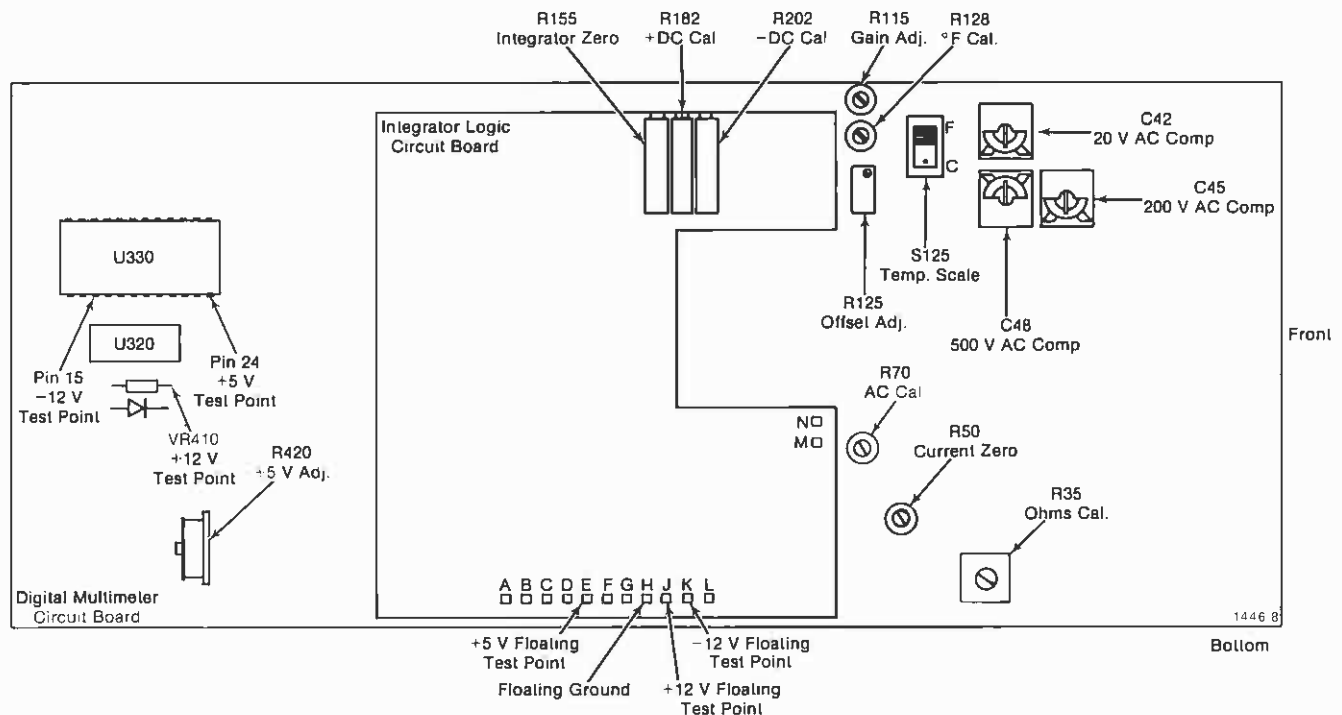 R155
Integrator Zero
R182
+DC Cal
R202
−DC Cal
R115
Gain Adj.
R128
°F Cal.
Integrator Logic
Circuit Board
F
C
C42
20 V AC Comp
C45
200 V AC Comp
S125
Temp. Scale
R125
Offset Adj.
C48
500 V AC Comp
Front
U330
U320
Pin 15
−12 V
Test Point
Pin 24
+5 V
Test Point
VR410
+12 V
Test Point
R420
+5 V Adj.
R70
AC Cal
N
M
R50
Current Zero
R35
Ohms Cal.
A B C D E F G H J K L
Digital Multimeter
Circuit Board
1446 8
Bottom
+5 V Floating
Test Point
−12 V Floating
Test Point
Floating Ground
+12 V Floating
Test Point